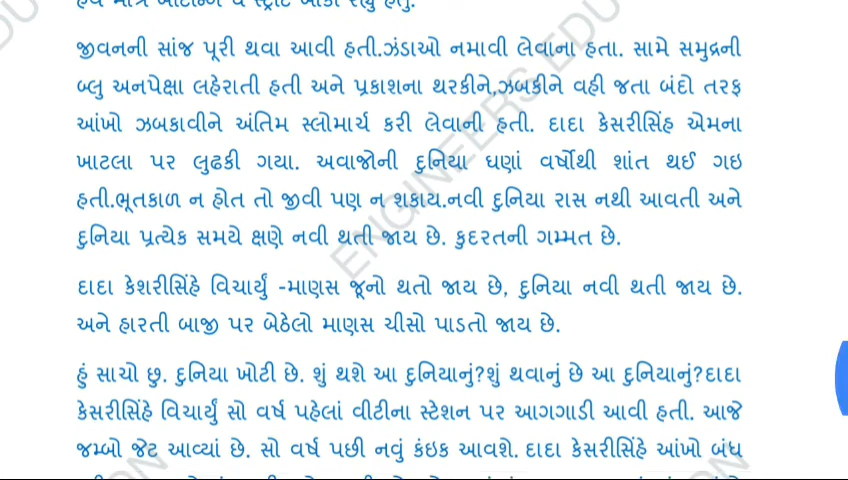 જીવનની સાંજ પૂરી થવા આવી હતી.ઝંડાઓ નમાવી લેવાના હતા. સામે સમુદ્રની
બ્લુ અનપેક્ષા લહેરાતી હતી અને પ્રકાશના થરકીને,ઝબકીને વહી જતા બંદો તરફ
આંખો ઝબકાવીને અંતિમ સ્લોમાર્ચ કરી લેવાની હતી. દાદા કેસરીસિંહ એમના
ખાટલા પર લુઢકી ગયા. અવાજોની દુનિયા ઘણાં વર્ષોથી શાંત થઈ ગઇ
હતી.ભૂતકાળ ન હોત તો જીવી પણ ન શકાય.નવી દુનિયા રાસ નથી આવતી અને
દુનિયા પ્રત્યેક સમયે ક્ષણે નવી થતી જાય છે. કુદરતની ગમ્મત છે.
દાદા કેશરીસિંહે વિચાર્યું -માણસ જૂનો થતો જાય છે, દુનિયા નવી થતી જાય છે.
અને હારતી બાજી પર બેઠેલો માણસ ચીસો પાડતો જાય છે.
હું સાચો છુ. દુનિયા ખોટી છે. શું થશે આ દુનિયાનું?શું થવાનું છે આ દુનિયાનું?દાદા
કેસરીસિંહે વિચાર્યું સો વર્ષ પહેલાં વીટીના સ્ટેશન પર આગગાડી આવી હતી. આજે
જમ્બો જેટ આવ્યાં છે. સો વર્ષ પછી નવું કંઇક આવશે. દાદા કેસરીસિંહે આંખો બંધ
ENGINEERS EDU